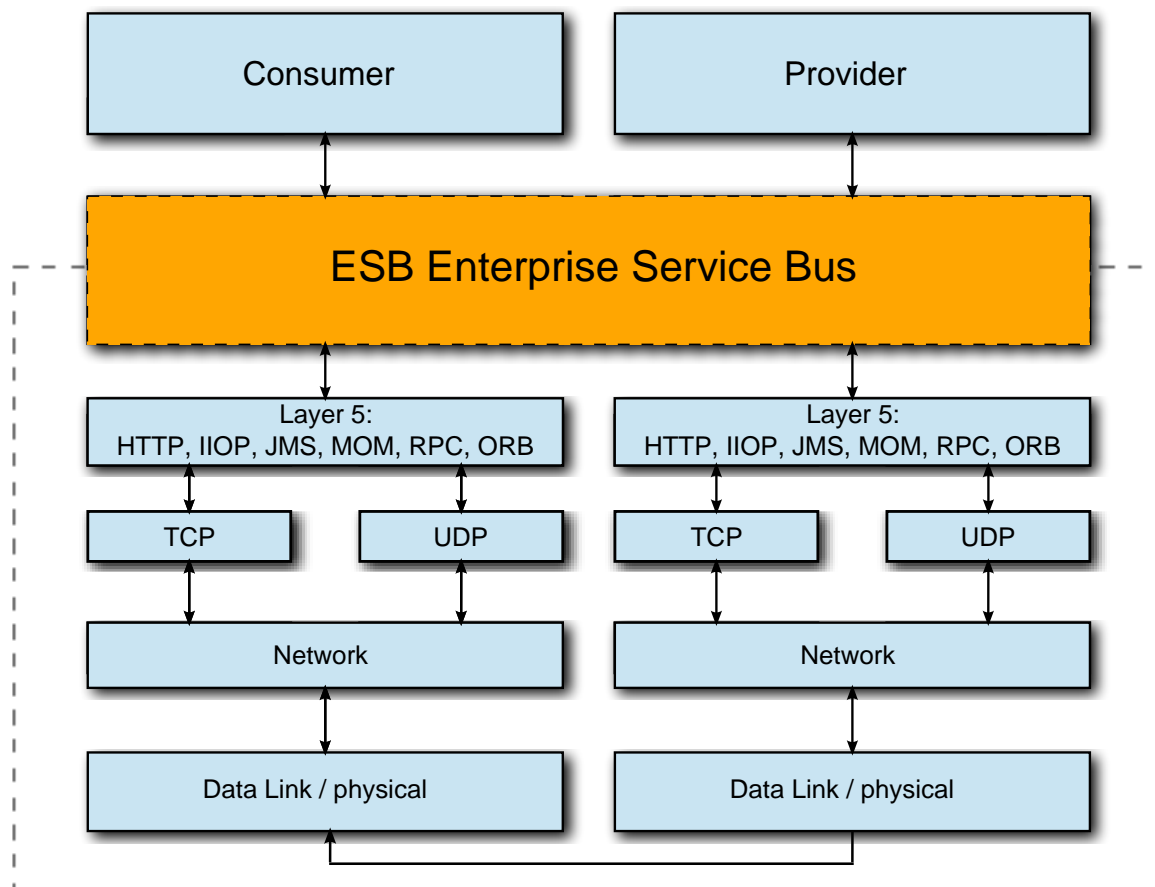 Consumer
Provider
ESB Enterprise Service Bus
Layer 5:
HTTP, IIOP, JMS, MOM, RPC, ORB
Layer 5:
HTTP, IIOP, JMS, MOM, RPC, ORB
TCP
UDP
TCP
UDP
Network
Network
Data Link / physical
Data Link / physical